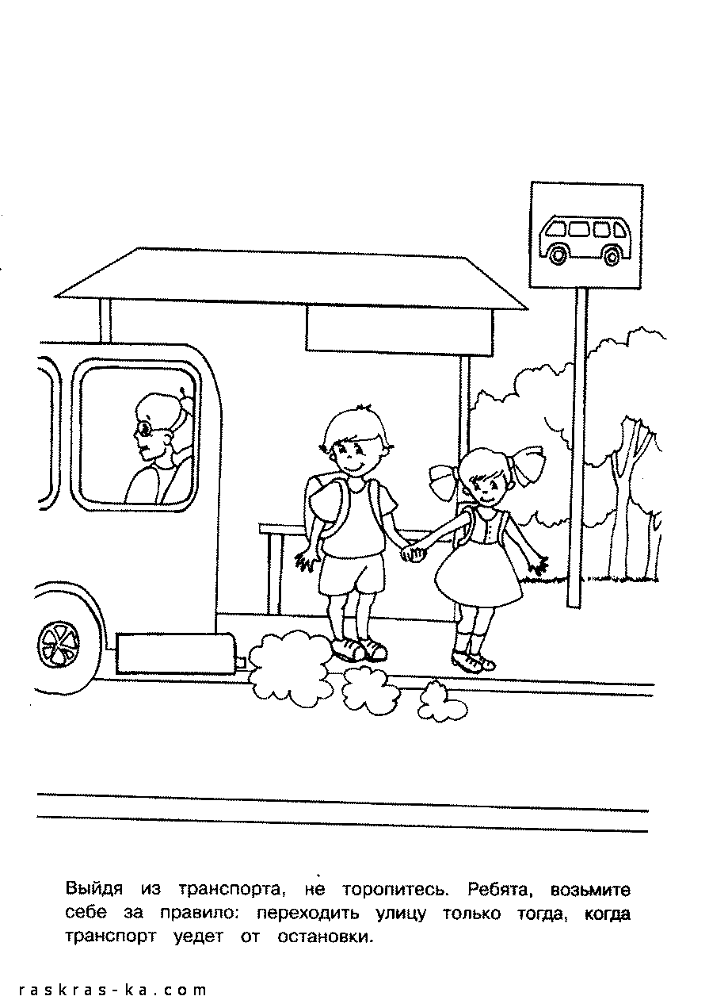 Выйдя из транспорта, не торопитесь. Ребята, возьмите
себе за правило: переходить улицу только тогда, когда
транспорт уедет от остановки.
raskras-ka.com